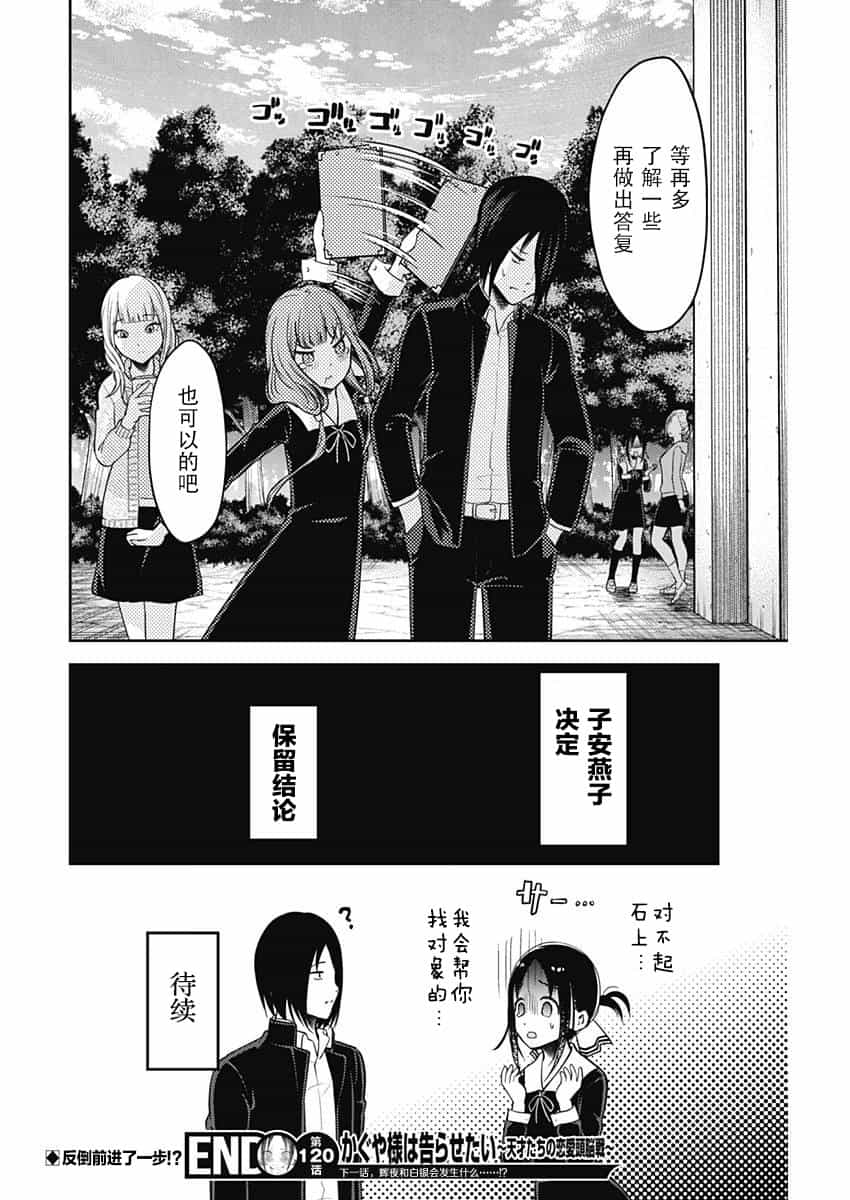 等再多
了解一些
再做出答复
ゴッ ゴッ ゴッ ゴッ ゴッ ゴッ
也可以的吧
子安燕子
决定
保留结论
对不起
石上…
サー…
我会帮你
找对象的…
?
待续
◆反倒前进了一步!?
END
第120话
かぐや様は告らせたい
~天才たちの恋愛頭脳戦~
下一话，辉夜和白银会发生什么……!?